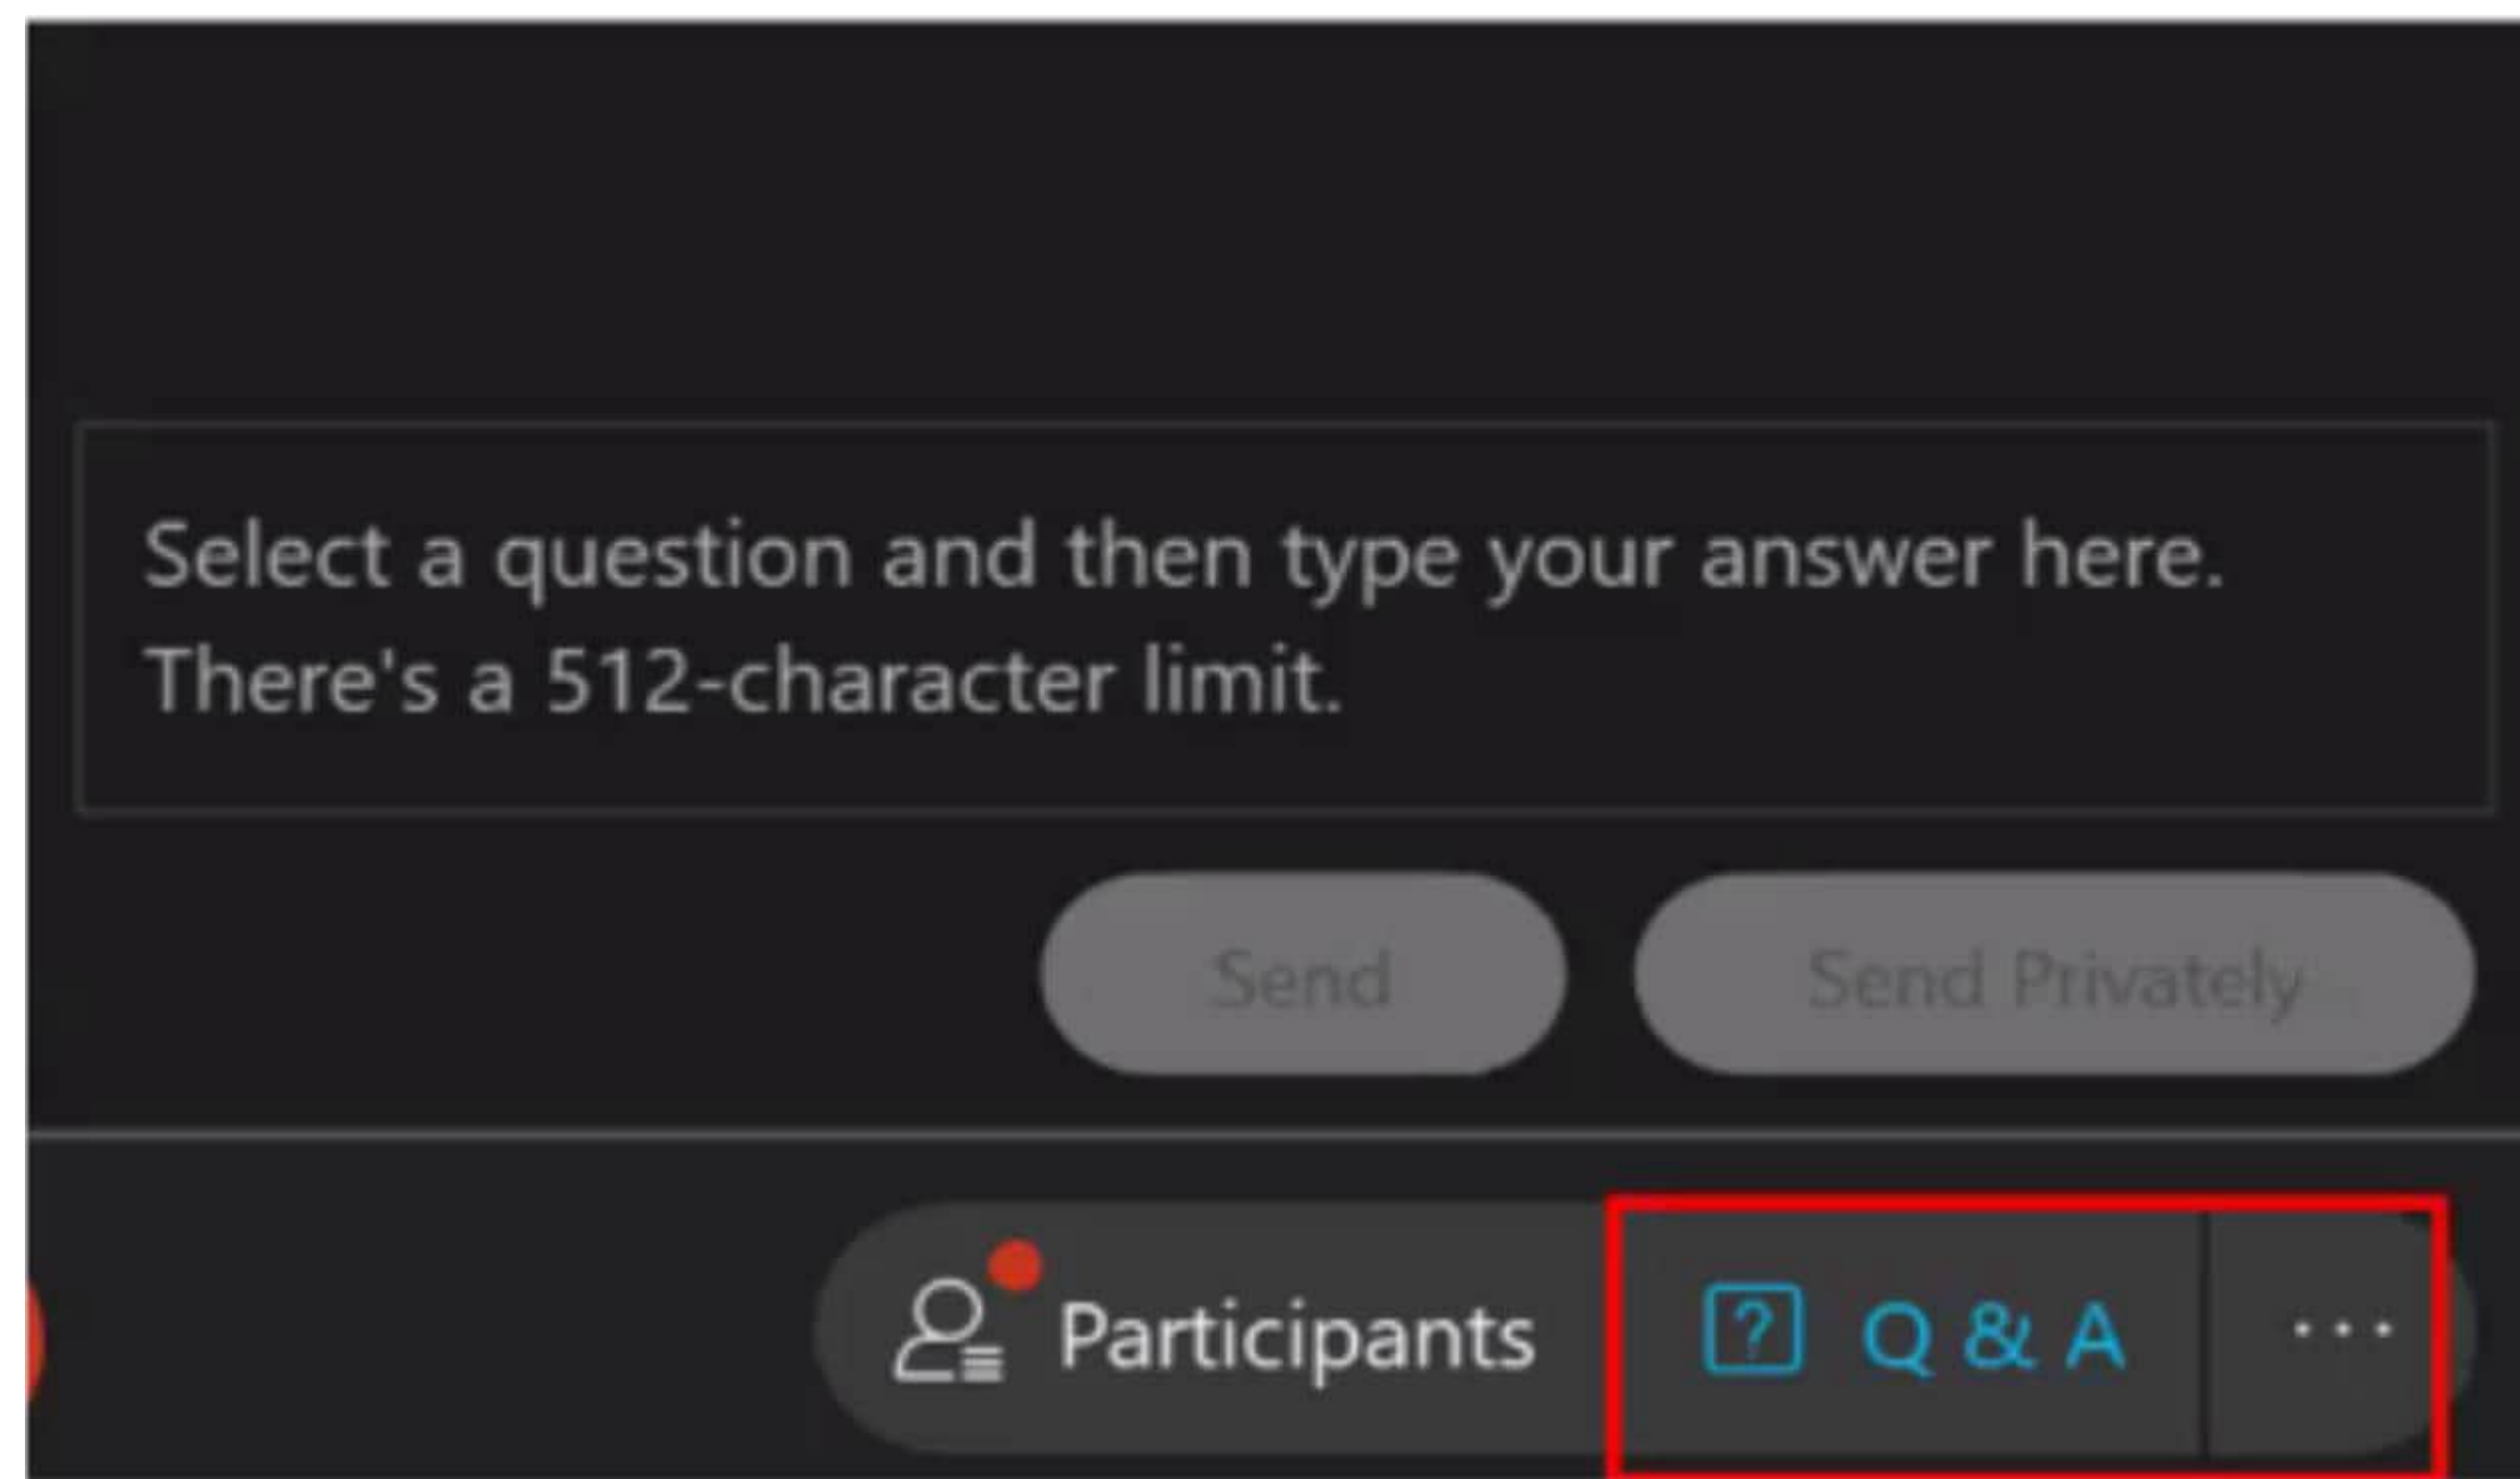 Select a question and then type your answer here.
There's a 512-character limit.
Send Send Privately
Participants ? Q & A ...